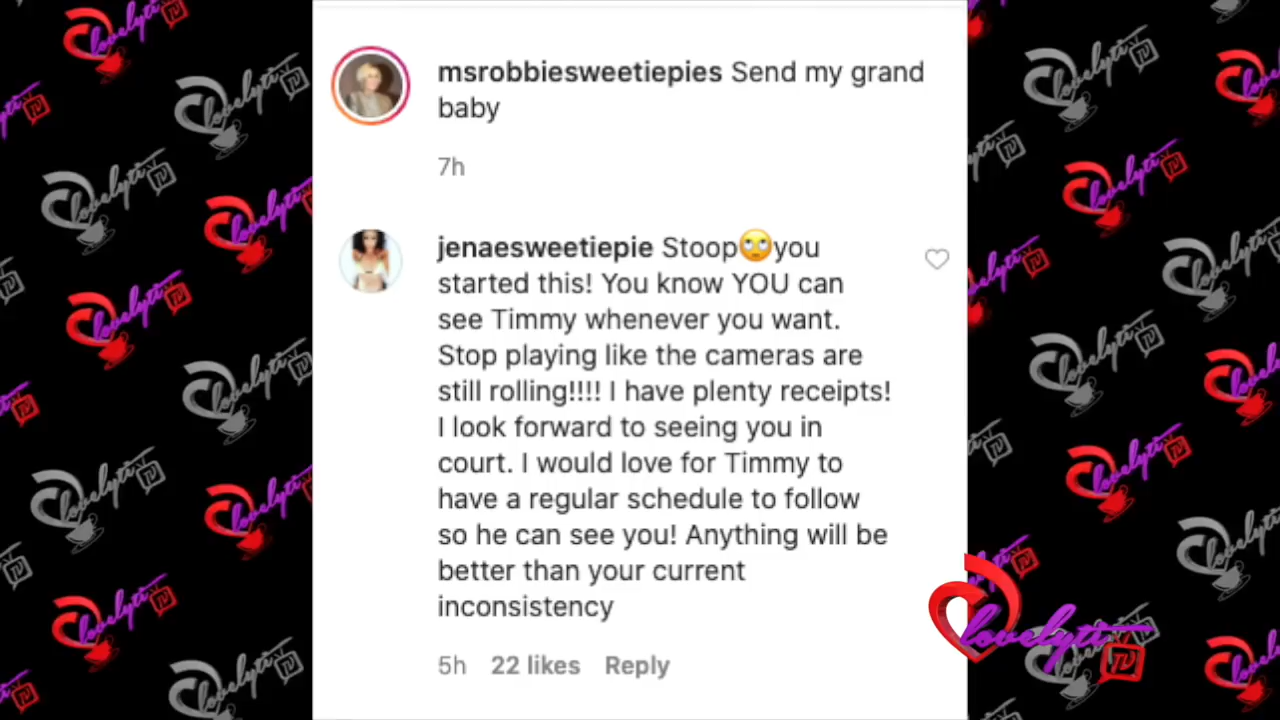 msrobbiesweetiepies Send my grand
baby
7h
jenaesweetiepie Stoop🙄you
started this! You know YOU can
see Timmy whenever you want.
Stop playing like the cameras are
still rolling!!!! I have plenty receipts!
I look forward to seeing you in
court. I would love for Timmy to
have a regular schedule to follow
so he can see you! Anything will be
better than your current
inconsistency
5h 22 likes Reply
lovelyti TV